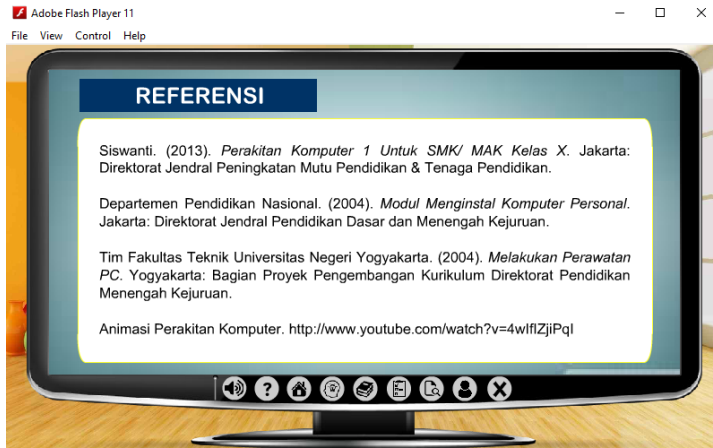 Adobe Flash Player 11
File View Control Help
REFERENSI
Siswanti. (2013). Perakitan Komputer 1 Untuk SMK/ MAK Kelas X. Jakarta:
Direktorat Jendral Peningkatan Mutu Pendidikan & Tenaga Pendidikan.
Departemen Pendidikan Nasional. (2004). Modul Menginstal Komputer Personal.
Jakarta: Direktorat Jendral Pendidikan Dasar dan Menengah Kejuruan.
Tim Fakultas Teknik Universitas Negeri Yogyakarta. (2004). Melakukan Perawatan
PC. Yogyakarta: Bagian Proyek Pengembangan Kurikulum Direktorat Pendidikan
Menengah Kejuruan.
Animasi Perakitan Komputer. http://www.youtube.com/watch?v=4wlflZjiPqI